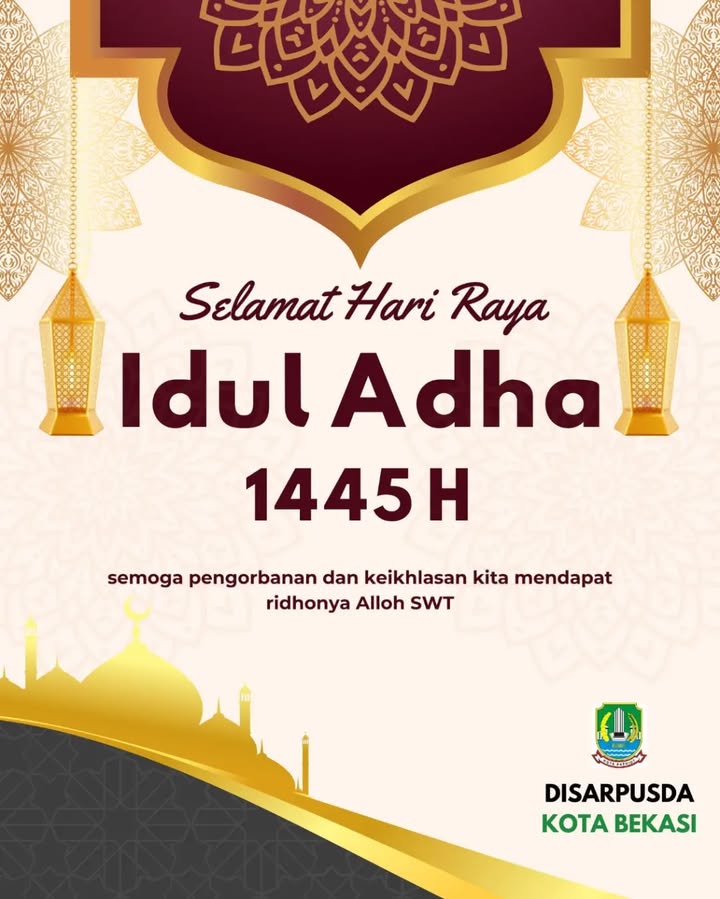 Selamat Hari Raya
Idul Adha
1445 H
semoga pengorbanan dan keikhlasan kita mendapat
ridhonya Alloh SWT
DISARPUSDA
KOTA BEKASI